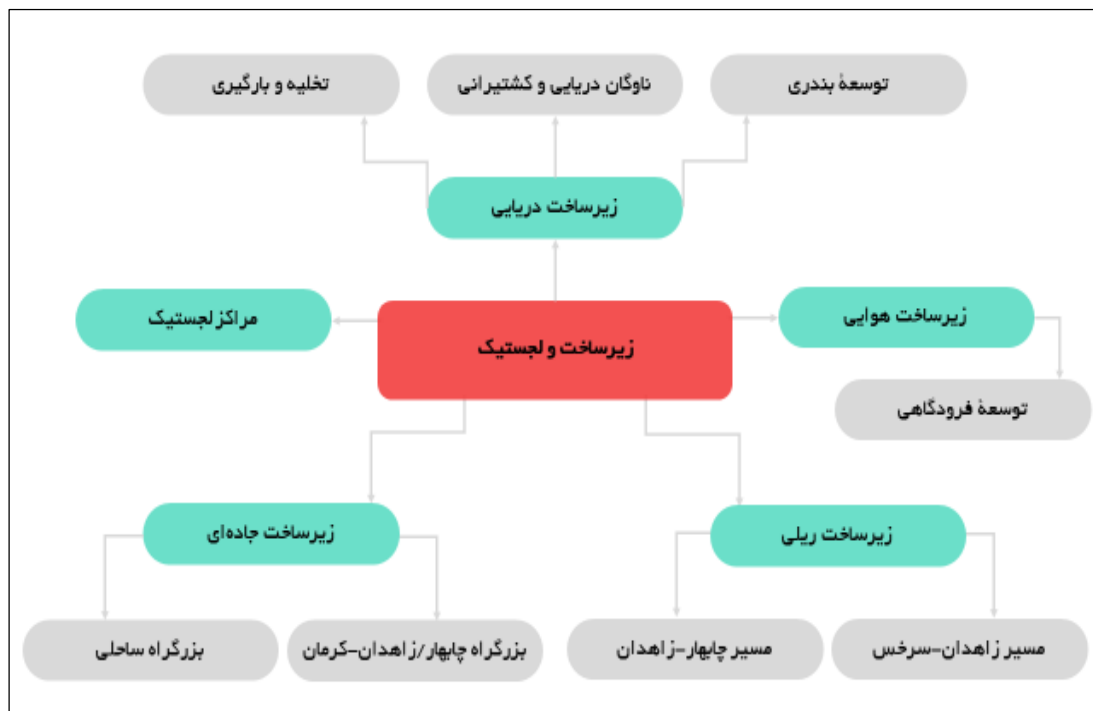 توسعهٔ بندری
ناوگان دریایی و کشتیرانی
تخلیه و بارگیری
زیرساخت دریایی
زیرساخت هوایی
توسعهٔ فرودگاهی
زیرساخت و لجستیک
مراکز لجستیک
زیرساخت ریلی
زیرساخت جاده‌ای
مسیر زاهدان-سرخس
مسیر چابهار-زاهدان
بزرگراه چابهار/زاهدان-کرمان
بزرگراه ساحلی